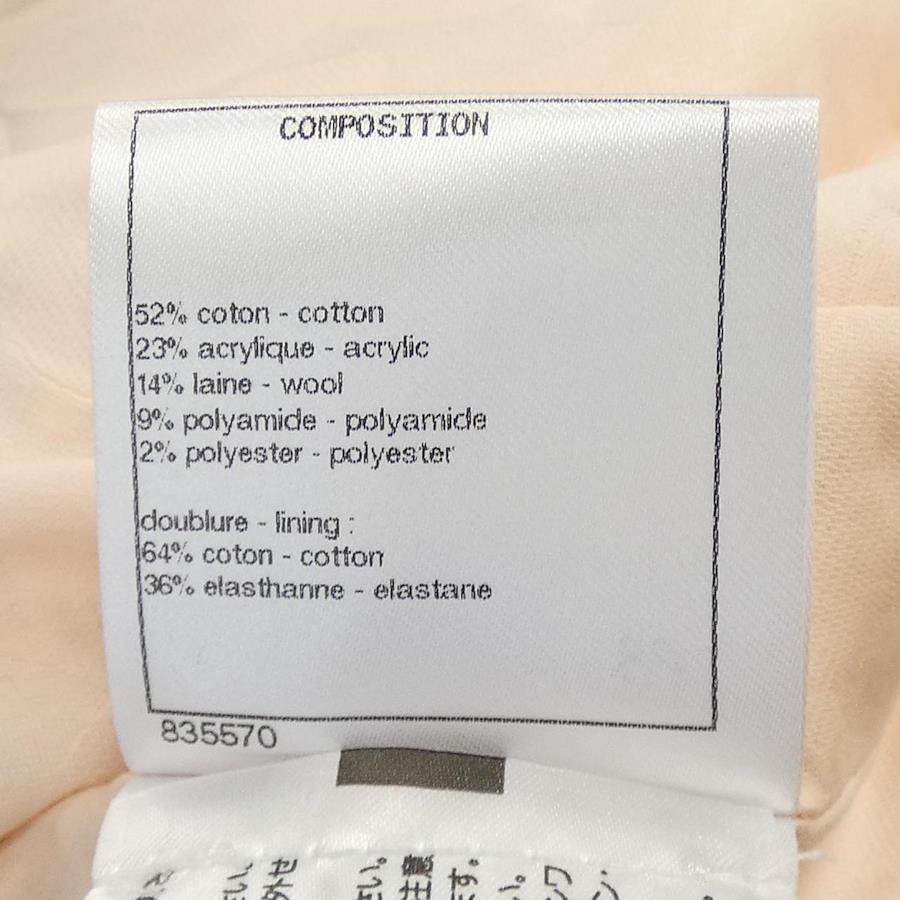 COMPOSITION
52% coton - cotton
23% acrylique - acrylic
14% laine - wool
9% polyamide - polyamide
2% polyester - polyester
doublure - lining :
64% coton - cotton
36% elasthanne - elastane
835570